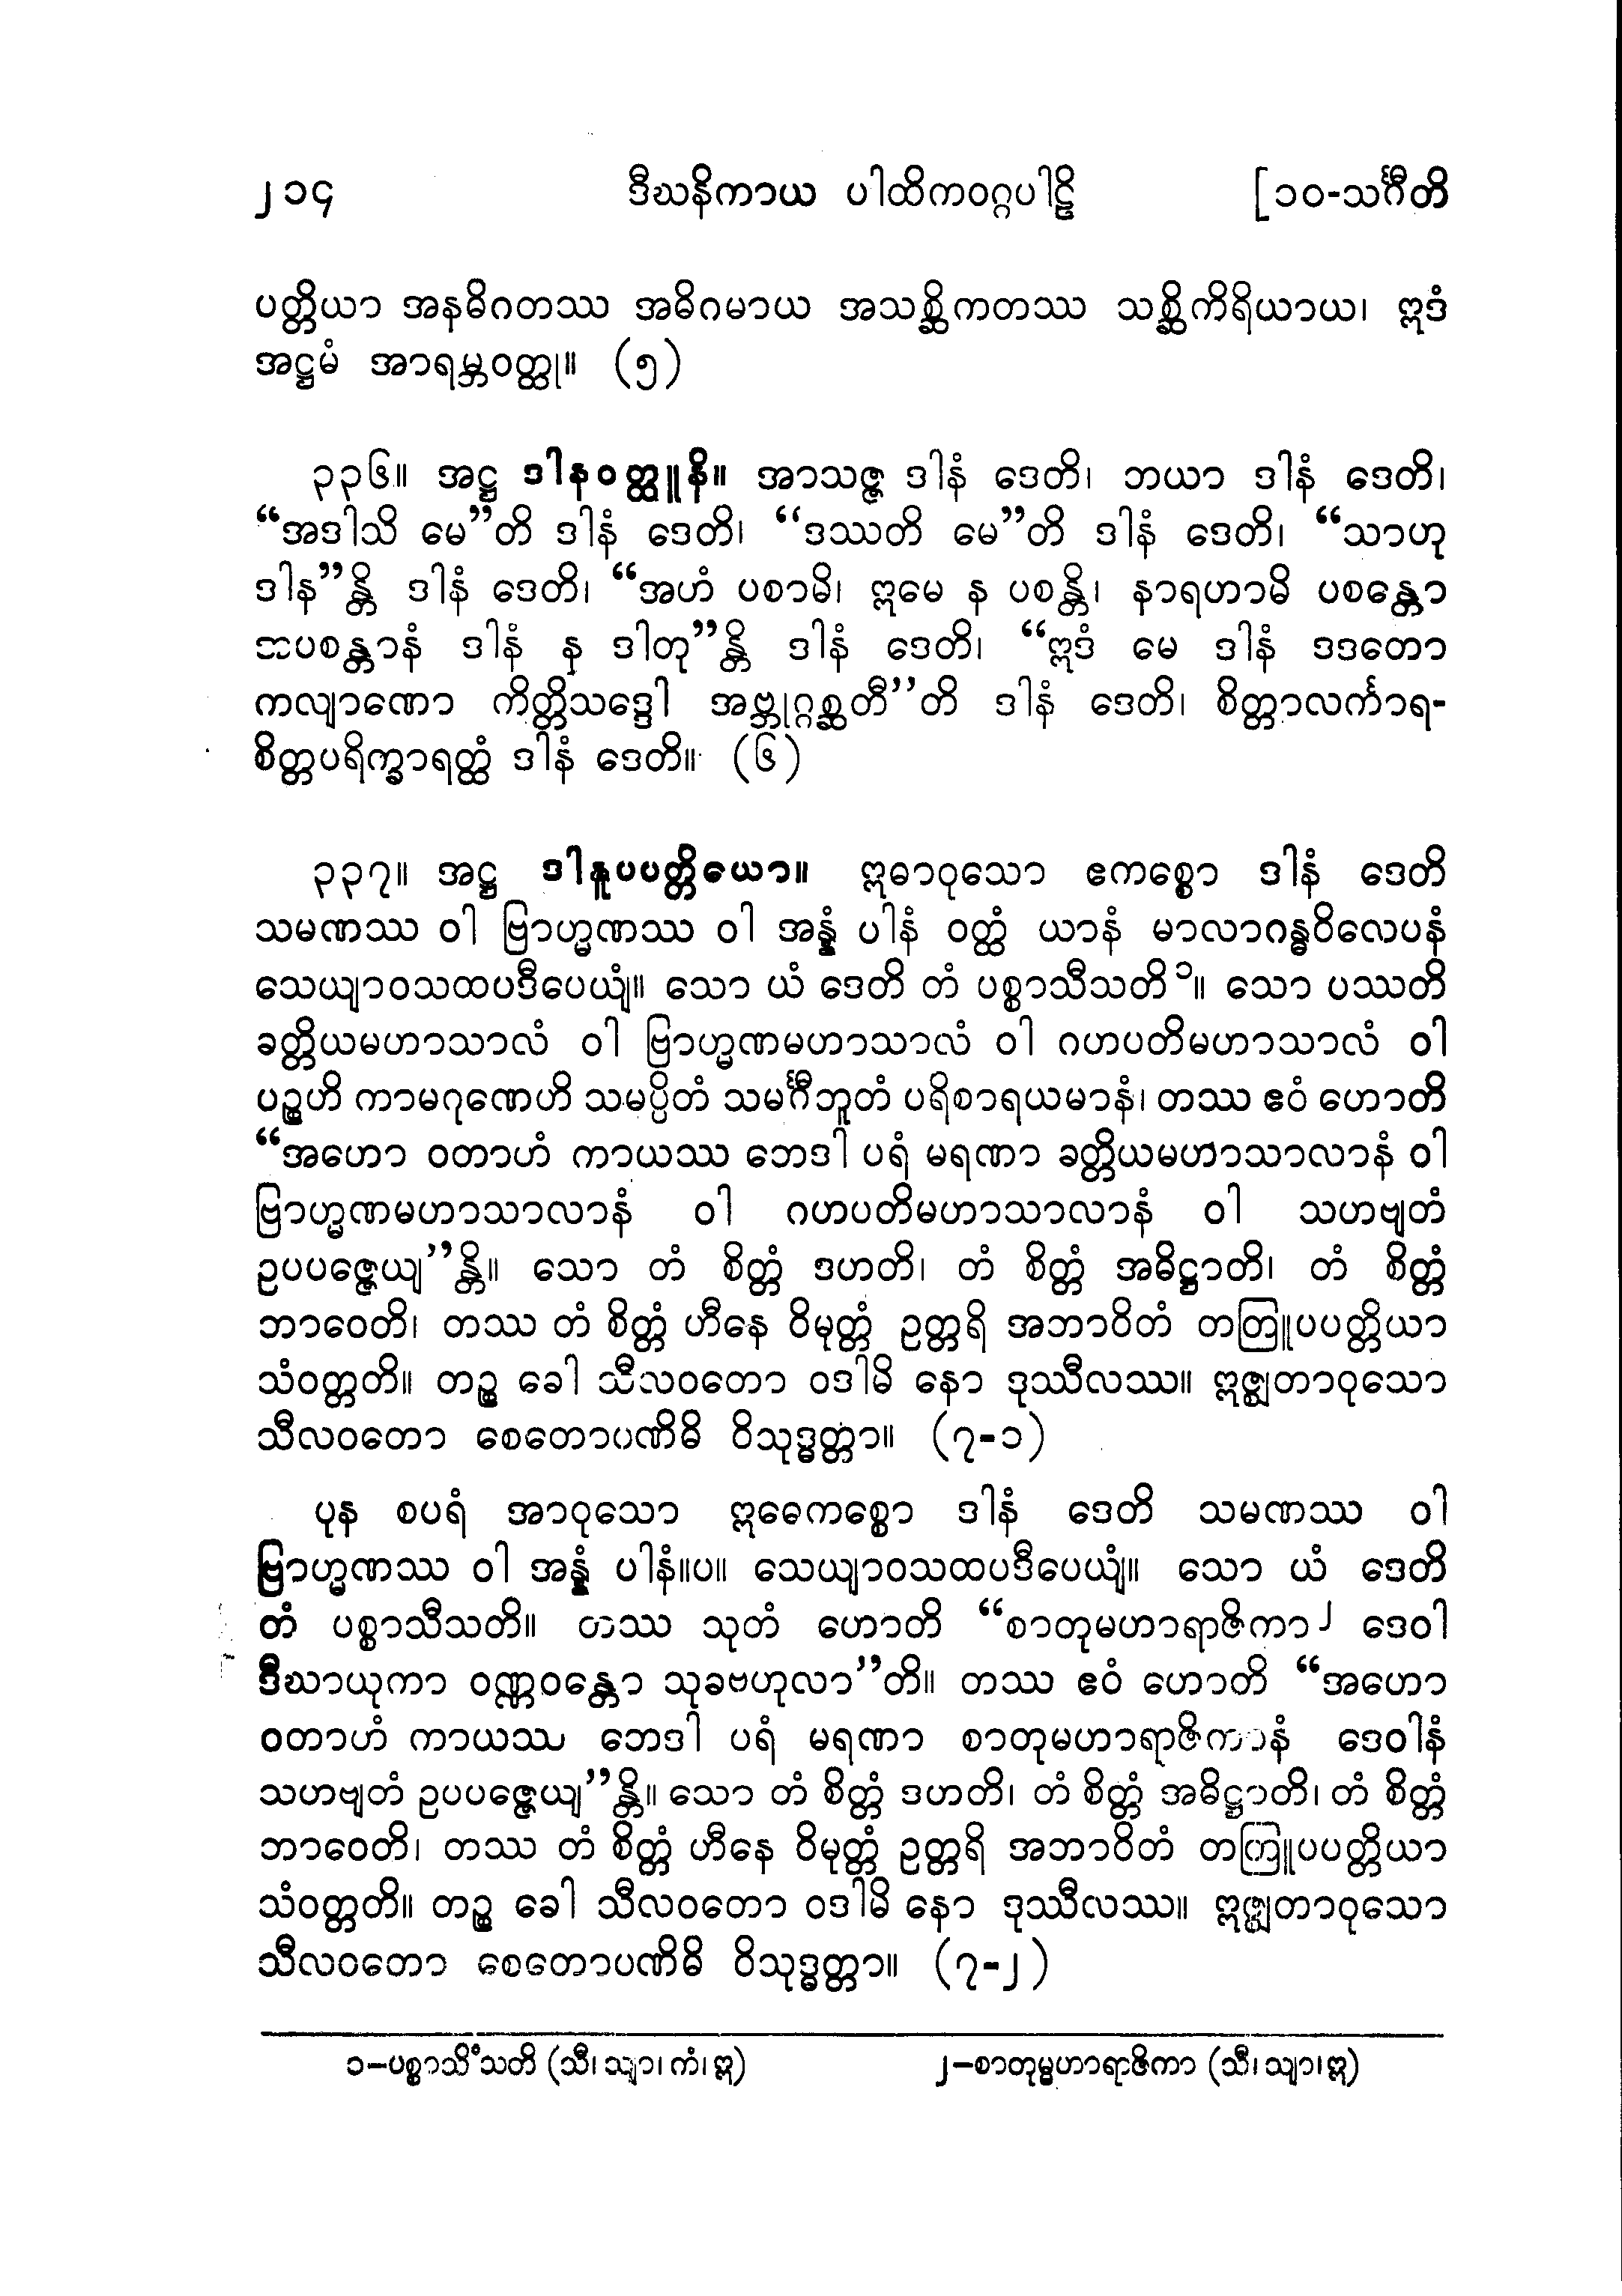 ၂၁၄ ဒီဃနိကာယ ပါထိကဝဂ္ဂပါဠိ [၁၀-သင်္ဂီတိ
ပတ္တိယာ အနဓိဂတဿ အဓိဂမာယ အသစ္ဆိကတဿ သစ္ဆိကိရိယာယ၊ ဣဒံ
အဋ္ဌမံ အာရမ္ဘဝတ္ထု။ (၅)
၃၃၆။ အဋ္ဌ ဒါနဝတ္ထူနိ။ အာသဇ္ဇ ဒါနံ ဒေတိ၊ ဘယာ ဒါနံ ဒေတိ၊
“အဒါသိ မေ”တိ ဒါနံ ဒေတိ၊ “ဒဿတိ မေ”တိ ဒါနံ ဒေတိ၊ “သာဟု
ဒါန”န္တိ ဒါနံ ဒေတိ၊ “အဟံ ပစာမိ၊ ဣမေ န ပစန္တိ၊ နာရဟာမိ ပစန္တော
အပစန္တာနံ ဒါနံ န ဒါတု”န္တိ ဒါနံ ဒေတိ၊ “ဣဒံ မေ ဒါနံ ဒဒတော
ကလျာဏော ကိတ္တိသဒ္ဒေါ အဗ္ဘုဂ္ဂစ္ဆတီ”တိ ဒါနံ ဒေတိ၊ စိတ္တာလင်္ကာရ-
စိတ္တပရိက္ခာရတ္ထံ ဒါနံ ဒေတိ။ (၆)
၃၃၇။ အဋ္ဌ ဒါနူပပတ္တိယော။ ဣဓာဝုသော ဧကစ္စော ဒါနံ ဒေတိ
သမဏဿ ဝါ ဗြာဟ္မဏဿ ဝါ အန္နံ ပါနံ ဝတ္ထံ ယာနံ မာလာဂန္ဓဝိလေပနံ
သေယျာဝသထပဒီပေယျံ။ သော ယံ ဒေတိ တံ ပစ္စာသီသတိ၁။ သော ပဿတိ
ခတ္တိယမဟာသာလံ ဝါ ဗြာဟ္မဏမဟာသာလံ ဝါ ဂဟပတိမဟာသာလံ ဝါ
ပဉ္စဟိ ကာမဂုဏေဟိ သမပ္ပိတံ သမင်္ဂီဘူတံ ပရိစာရယမာနံ၊ တဿ ဧဝံ ဟောတိ
“အဟော ဝတာဟံ ကာယဿ ဘေဒါ ပရံ မရဏာ ခတ္တိယမဟာသာလာနံ ဝါ
ဗြာဟ္မဏမဟာသာလာနံ ဝါ ဂဟပတိမဟာသာလာနံ ဝါ သဟဗျတံ
ဥပပဇ္ဇေယျ”န္တိ။ သော တံ စိတ္တံ ဒဟတိ၊ တံ စိတ္တံ အဓိဋ္ဌာတိ၊ တံ စိတ္တံ
ဘာဝေတိ၊ တဿ တံ စိတ္တံ ဟီနေ ဝိမုတ္တံ ဥတ္တရိ အဘာဝိတံ တတြူပပတ္တိယာ
သံဝတ္တတိ။ တဉ္စ ခေါ သီလဝတော ဝဒါမိ နော ဒုဿီလဿ။ ဣဇ္ဈတာဝုသော
သီလဝတော စေတောပဏိဓိ ဝိသုဒ္ဓတ္တာ။ (၇-၁)
ပုန စပရံ အာဝုသော ဣဓေကစ္စော ဒါနံ ဒေတိ သမဏဿ ဝါ
ဗြာဟ္မဏဿ ဝါ အန္နံ ပါနံ။ပ။ သေယျာဝသထပဒီပေယျံ။ သော ယံ ဒေတိ
တံ ပစ္စာသီသတိ။ တဿ သုတံ ဟောတိ “စာတုမဟာရာဇိကာ၂ ဒေဝါ
ဒီဃာယုကာ ဝဏ္ဏဝန္တော သုခဗဟုလာ”တိ။ တဿ ဧဝံ ဟောတိ “အဟော
ဝတာဟံ ကာယဿ ဘေဒါ ပရံ မရဏာ စာတုမဟာရာဇိကာနံ ဒေဝါနံ
သဟဗျတံ ဥပပဇ္ဇေယျ”န္တိ။ သော တံ စိတ္တံ ဒဟတိ၊ တံ စိတ္တံ အဓိဋ္ဌာတိ၊ တံ စိတ္တံ
ဘာဝေတိ၊ တဿ တံ စိတ္တံ ဟီနေ ဝိမုတ္တံ ဥတ္တရိ အဘာဝိတံ တတြူပပတ္တိယာ
သံဝတ္တတိ။ တဉ္စ ခေါ သီလဝတော ဝဒါမိ နော ဒုဿီလဿ။ ဣဇ္ဈတာဝုသော
သီလဝတော စေတောပဏိဓိ ဝိသုဒ္ဓတ္တာ။ (၇-၂)
၁-ပစ္စာသိံသတိ (သီ၊ သျာ၊ ကံ၊ ဣ) ၂-စာတုမ္မဟာရာဇိကာ (သီ၊ သျာ၊ ဣ)